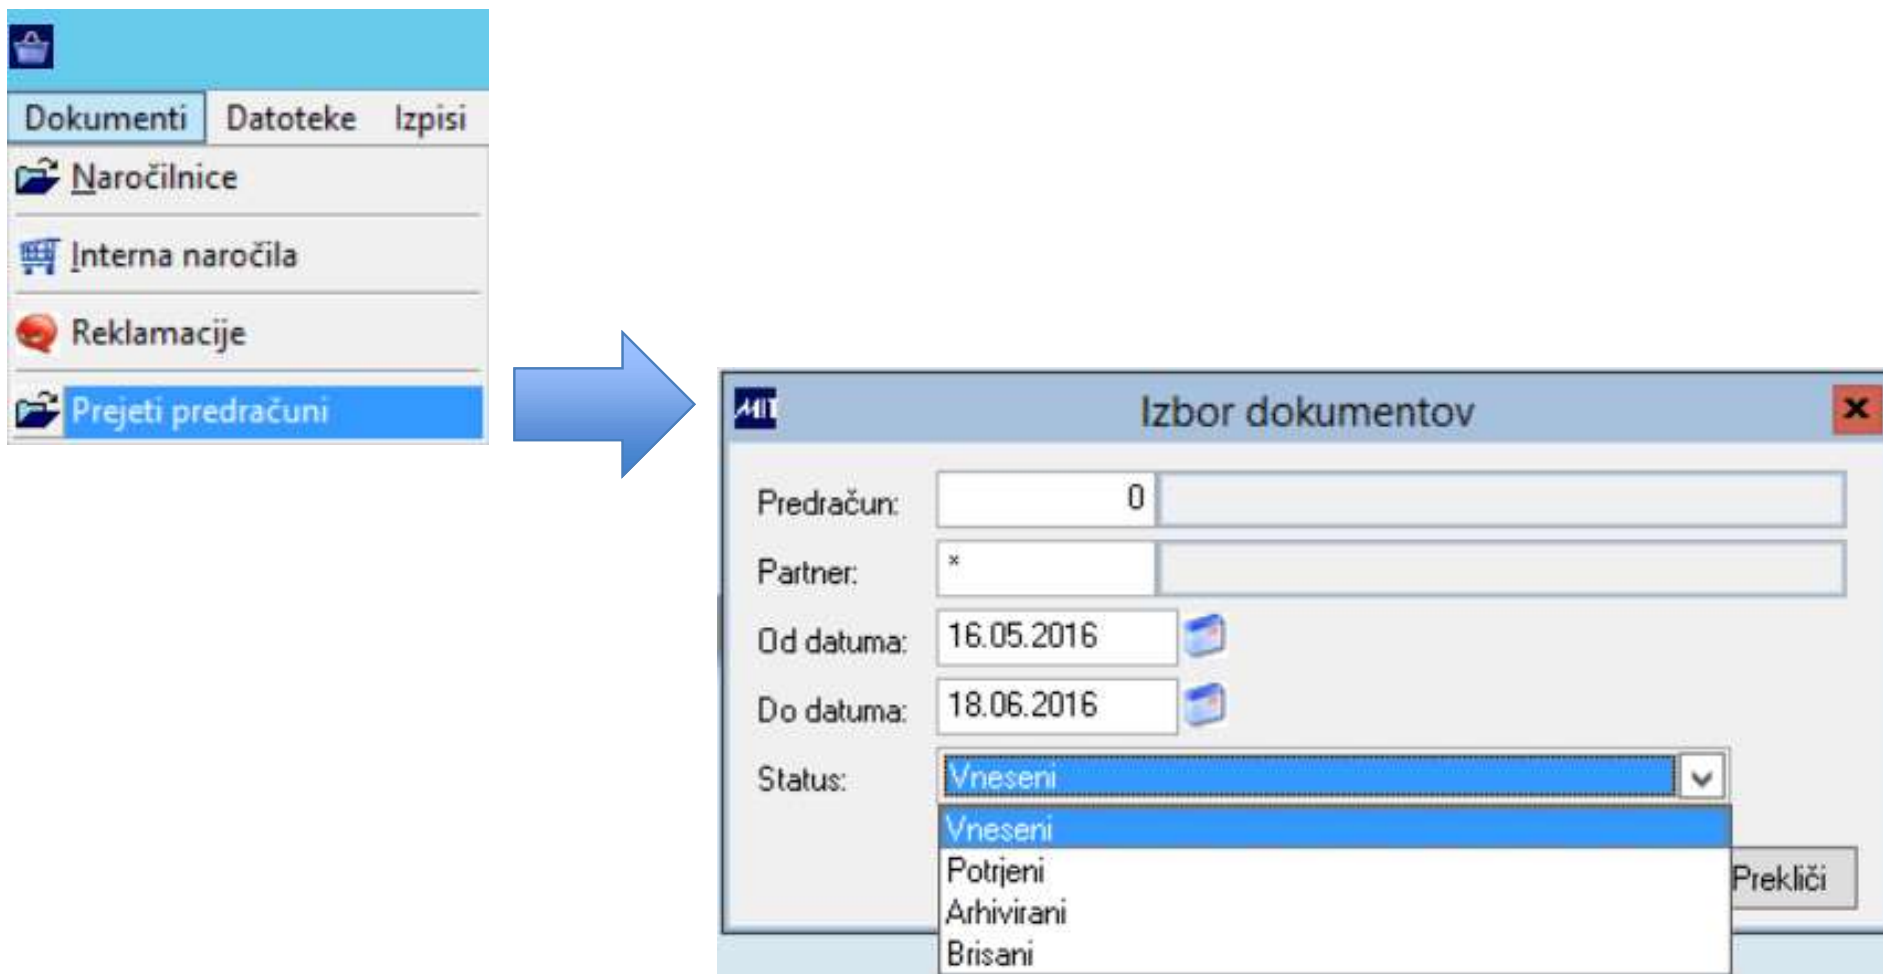 Dokumenti Datoteke Izpisi
Naročilnice
Interna naročila
Reklamacije
Prejeti predračuni
MIT Izbor dokumentov
Predračun: 0
Partner: *
Od datuma: 16.05.2016
Do datuma: 18.06.2016
Status: Vneseni
Vneseni
Potrjeni
Arhivirani
Brisani
Prekliči